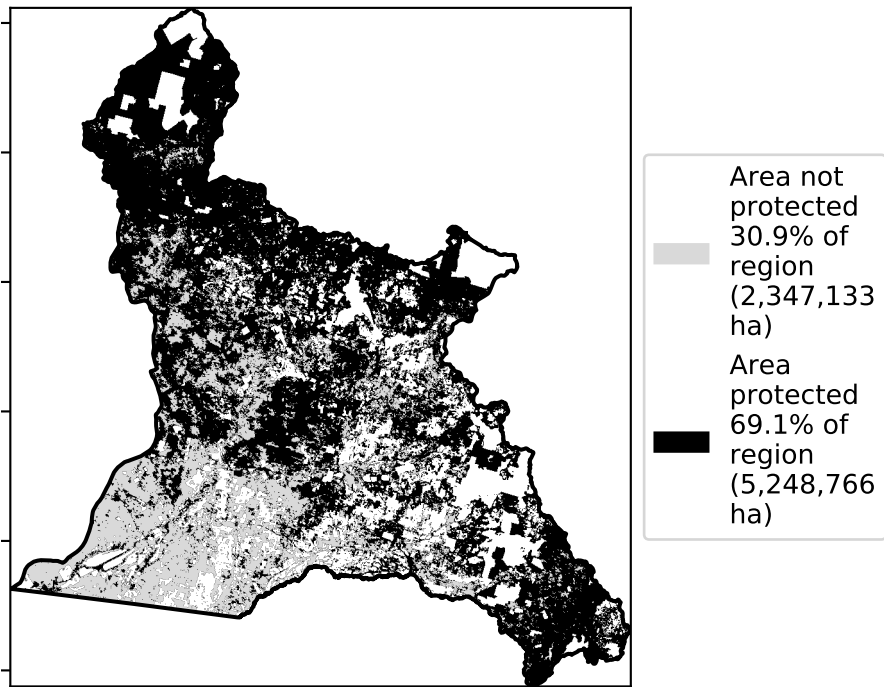 Area not
protected
30.9% of
region
(2,347,133
ha)
Area
protected
69.1% of
region
(5,248,766
ha)